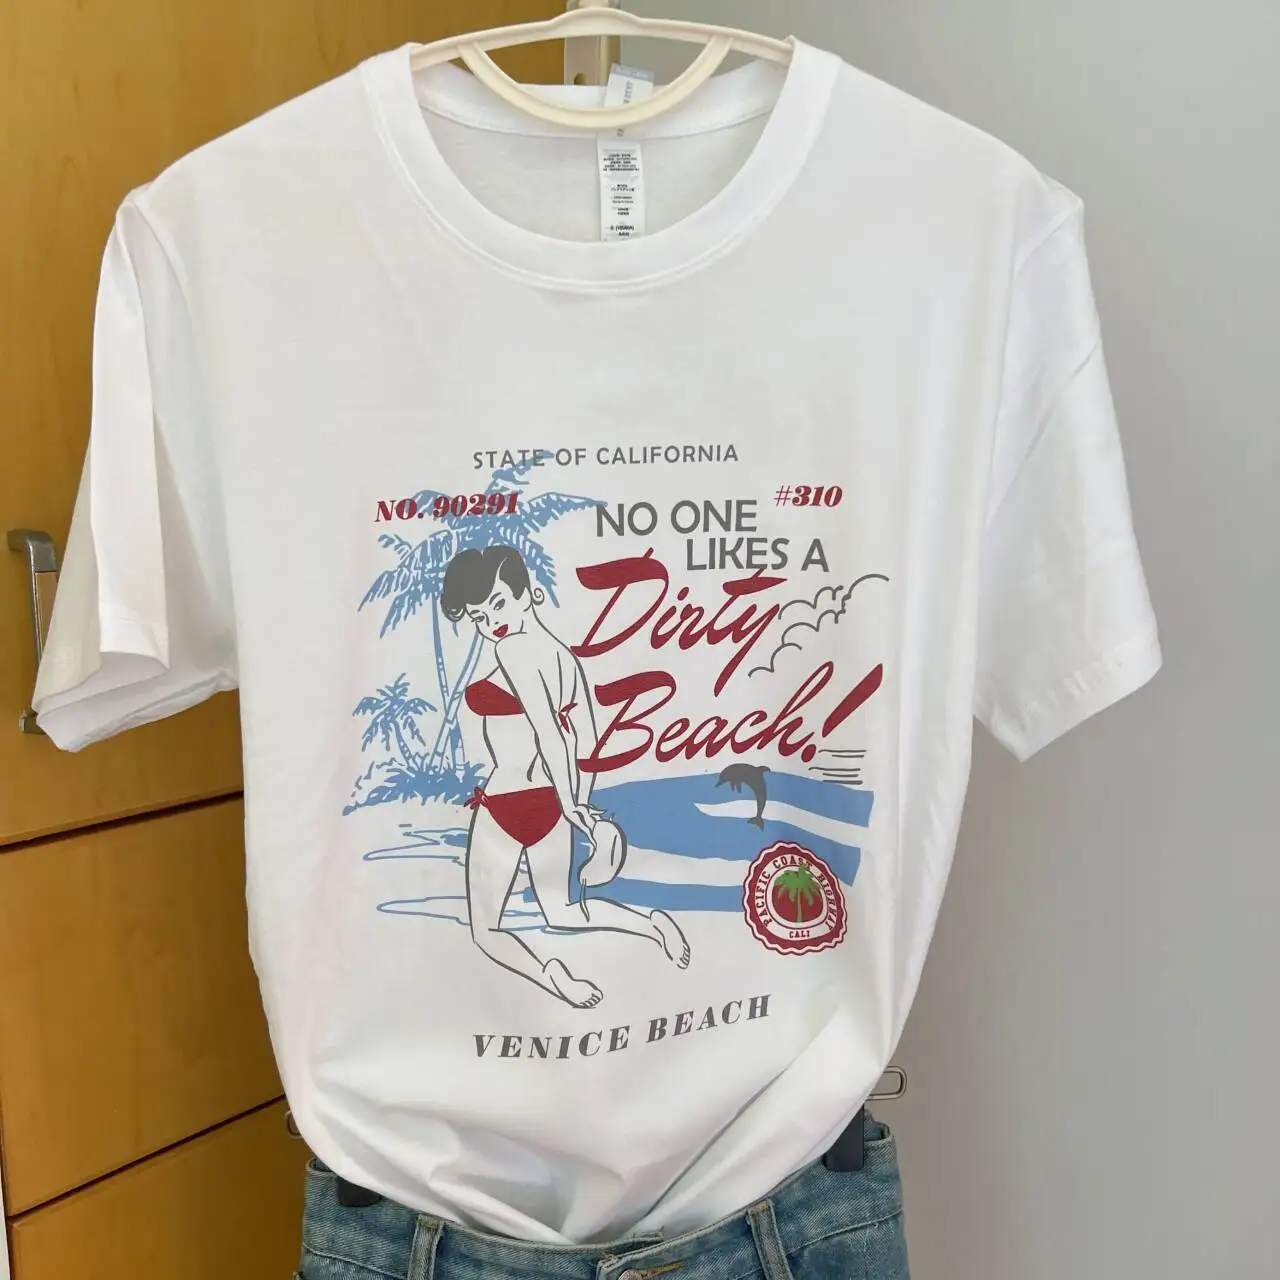 STATE OF CALIFORNIA
NO. 90291
#310
NO ONE
LIKES A
Dirty
Beach!
PACIFIC COAST HIGHWAY
CALI
VENICE BEACH